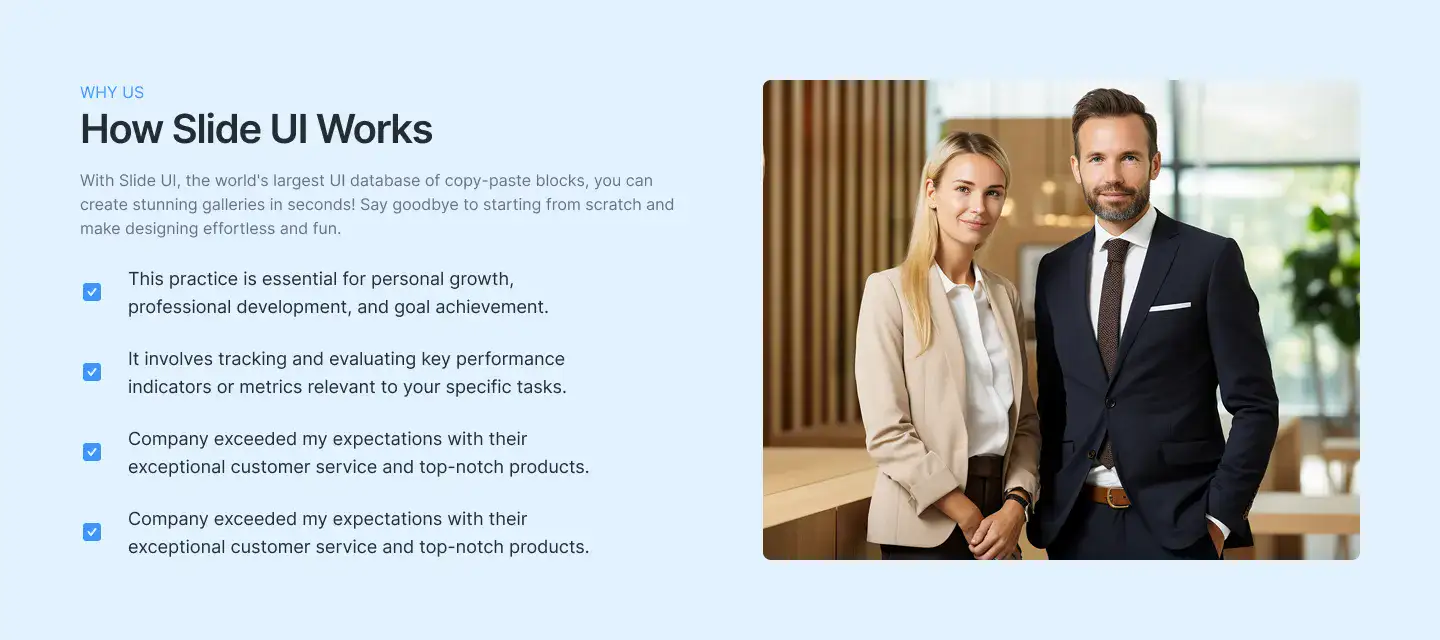 WHY US
How Slide UI Works
With Slide UI, the world's largest UI database of copy-paste blocks, you can
create stunning galleries in seconds! Say goodbye to starting from scratch and
make designing effortless and fun.
This practice is essential for personal growth,
professional development, and goal achievement.
It involves tracking and evaluating key performance
indicators or metrics relevant to your specific tasks.
Company exceeded my expectations with their
exceptional customer service and top-notch products.
Company exceeded my expectations with their
exceptional customer service and top-notch products.